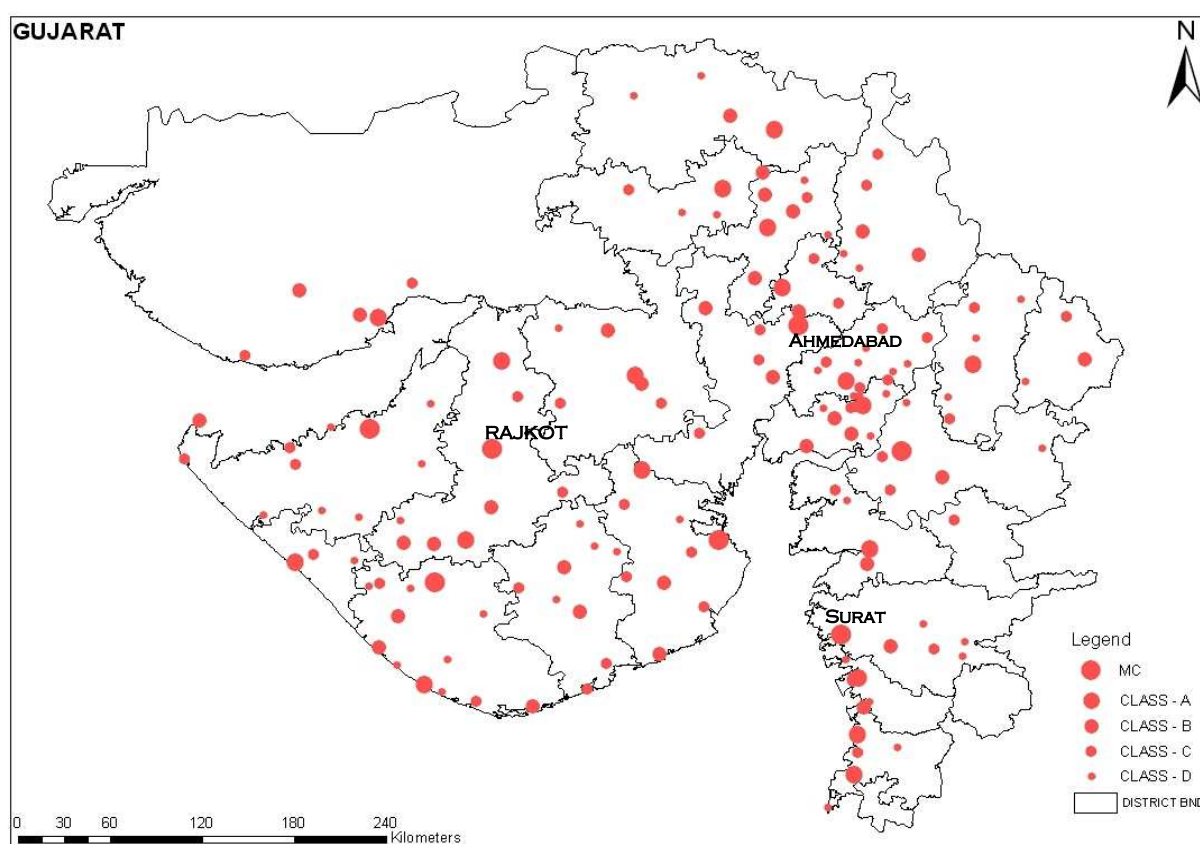 GUJARAT
N
AHMEDABAD
RAJKOT
SURAT
Legend
MC
CLASS - A
CLASS - B
CLASS - C
CLASS - D
DISTRICT BND
0 30 60 120 180 240
Kilometers